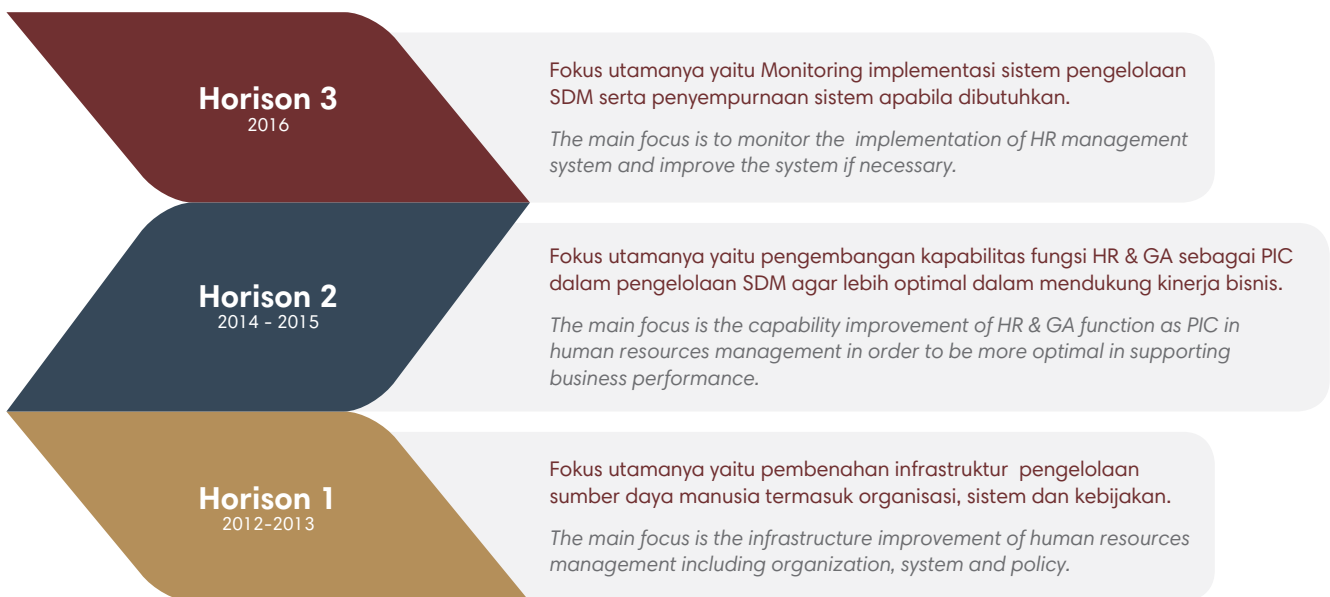 Horison 3
2016
Fokus utamanya yaitu Monitoring implementasi sistem pengelolaan
SDM serta penyempurnaan sistem apabila dibutuhkan.
The main focus is to monitor the implementation of HR management
system and improve the system if necessary.
Horison 2
2014 - 2015
Fokus utamanya yaitu pengembangan kapabilitas fungsi HR & GA sebagai PIC
dalam pengelolaan SDM agar lebih optimal dalam mendukung kinerja bisnis.
The main focus is the capability improvement of HR & GA function as PIC in
human resources management in order to be more optimal in supporting
business performance.
Horison 1
2012-2013
Fokus utamanya yaitu pembenahan infrastruktur pengelolaan
sumber daya manusia termasuk organisasi, sistem dan kebijakan.
The main focus is the infrastructure improvement of human resources
management including organization, system and policy.